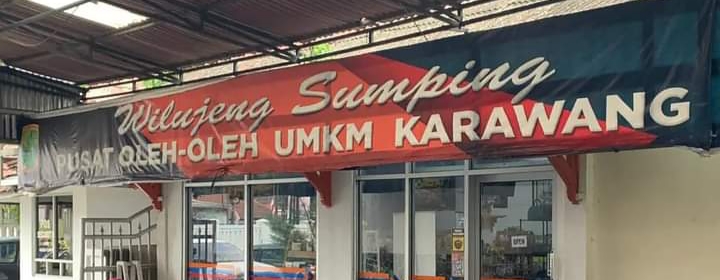 Wilujeng Sumping
PUSAT OLEH-OLEH UMKM KARAWANG
OPEN